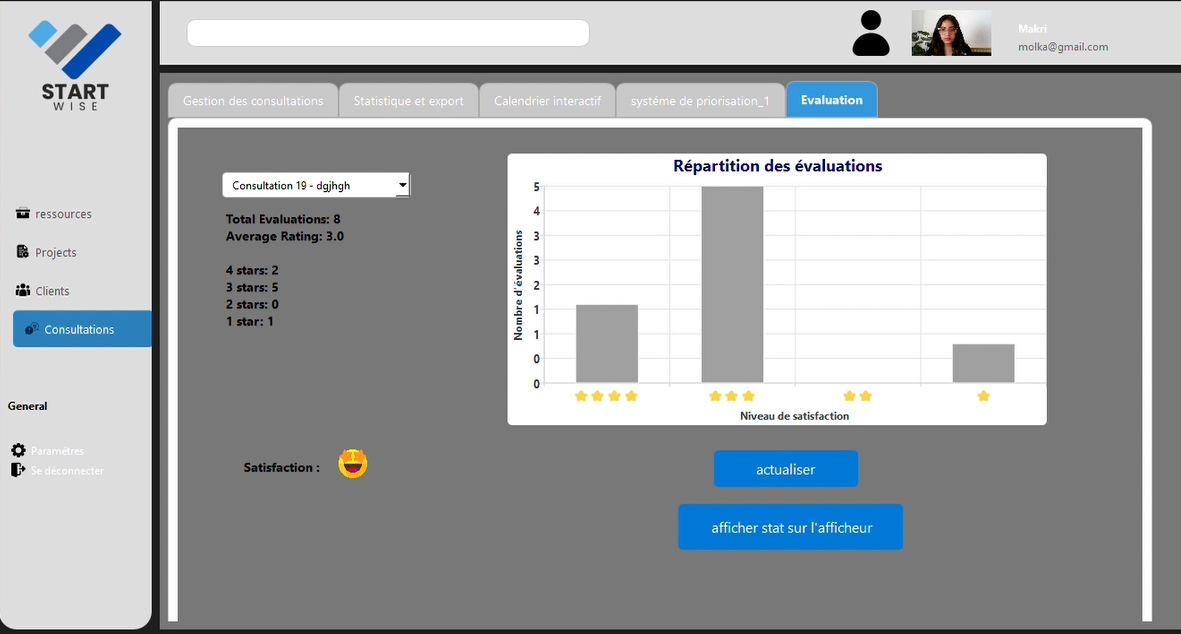 START
WISE
Makri
molka@gmail.com
Gestion des consultations
Statistique et export
Calendrier interactif
systéme de priorisation_1
Evaluation
ressources
Projects
Clients
Consultations
General
Paramétres
Se déconnecter
Consultation 19 - dgjhgh
Total Evaluations: 8
Average Rating: 3.0
4 stars: 2
3 stars: 5
2 stars: 0
1 star: 1
Satisfaction :
Répartition des évaluations
Nombre d'évaluations
5
4
3
3
2
1
1
0
0
Niveau de satisfaction
actualiser
afficher stat sur l'afficheur